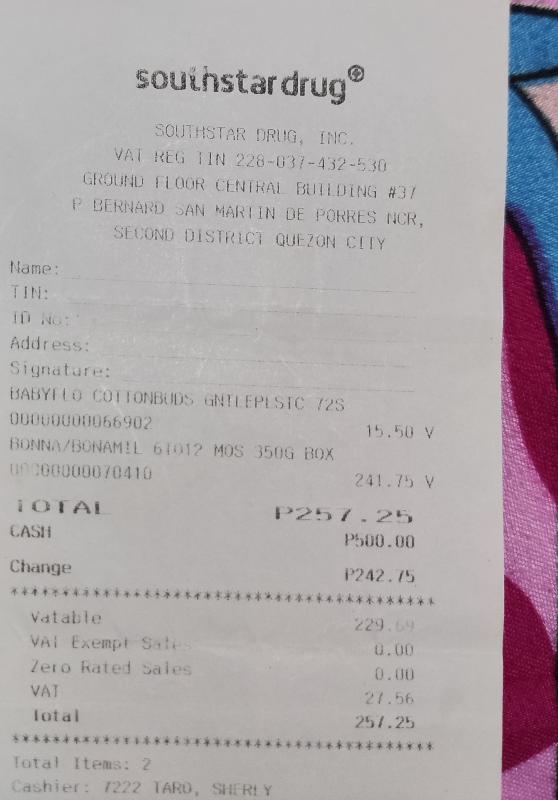 southstardrug®
SOUTHSTAR DRUG, INC.
VAT REG TIN 228-037-432-530
GROUND FLOOR CENTRAL BUILDING #37
P BERNARD SAN MARTIN DE PORRES NCR,
SECOND DISTRICT QUEZON CITY
Name:
TIN:
ID No:
Address:
Signature:
BABYFLO COTTONBUDS GNTLEPLSTC 72S
00000000066902
15.50 V
BONNA/BONAMIL 6TO12 MOS 350G BOX
00000000070410
241.75 V
TOTAL P257.25
CASH P500.00
Change P242.75
******************************************
Vatable 229.69
VAT Exempt Sales 0.00
Zero Rated Sales 0.00
VAT 27.56
Total 257.25
******************************************
Total Items: 2
Cashier: 7222 TARO, SHERLY